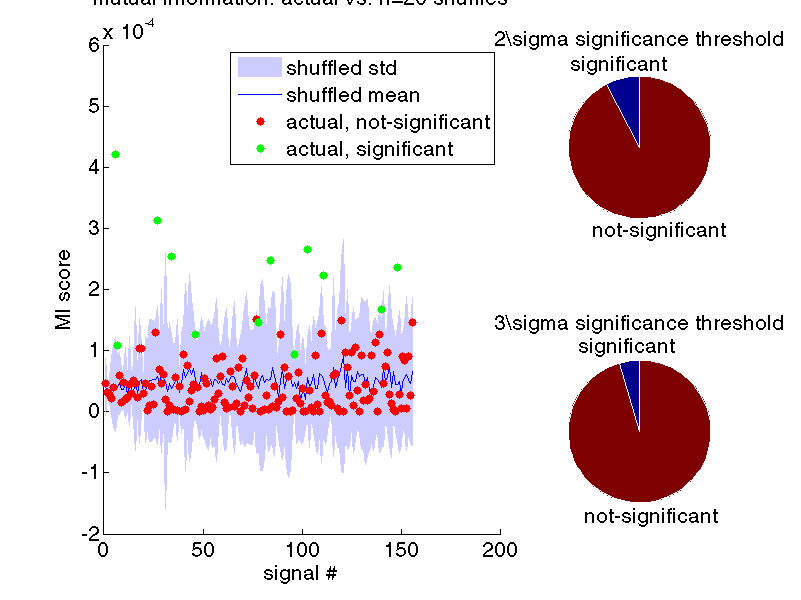 mutual information: actual vs. n=20 shuffles
x 10^-4
6
5
4
3
2
1
0
-1
-2
MI score
0 50 100 150 200
signal #
shuffled std
shuffled mean
actual, not-significant
actual, significant
2\sigma significance threshold
significant
not-significant
3\sigma significance threshold
significant
not-significant